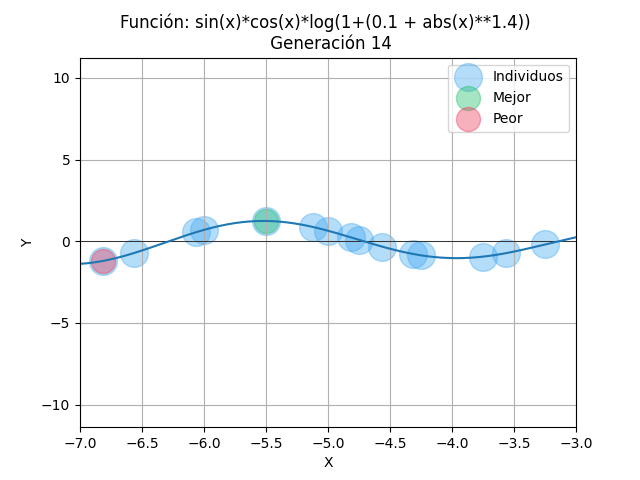 Función: sin(x)*cos(x)*log(1+(0.1 + abs(x)**1.4))
Generación 14
Individuos
Mejor
Peor
10
5
0
−5
−10
Y
−7.0 −6.5 −6.0 −5.5 −5.0 −4.5 −4.0 −3.5 −3.0
X